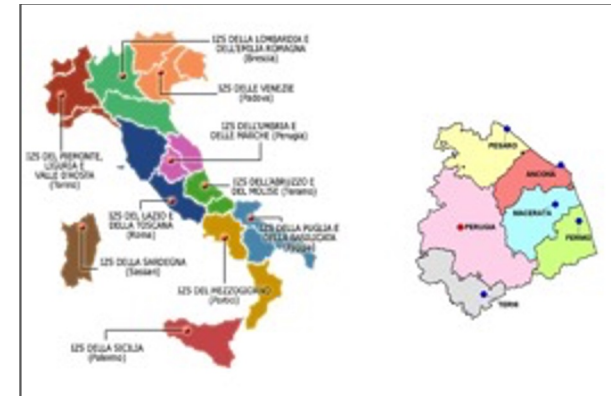 IZS DELLA LOMBARDIA E
DELL'EMILIA ROMAGNA
(Brescia)
IZS DELLE VENEZIE
(Padova)
IZS DELL'UMBRIA E
DELLE MARCHE (Perugia)
IZS DEL PIEMONTE,
LIGURIA E
VALLE D'AOSTA
(Torino)
IZS DELL'ABRUZZO E
DEL MOLISE (Teramo)
IZS DEL LAZIO E
DELLA TOSCANA
(Roma)
IZS DELLA PUGLIA E
DELLA BASILICATA
(Foggia)
IZS DELLA SARDEGNA
(Sassari)
IZS DEL MEZZOGIORNO
(Portici)
IZS DELLA SICILIA
(Palermo)
PESARO
ANCONA
MACERATA
PERUGIA
FERMO
TERNI